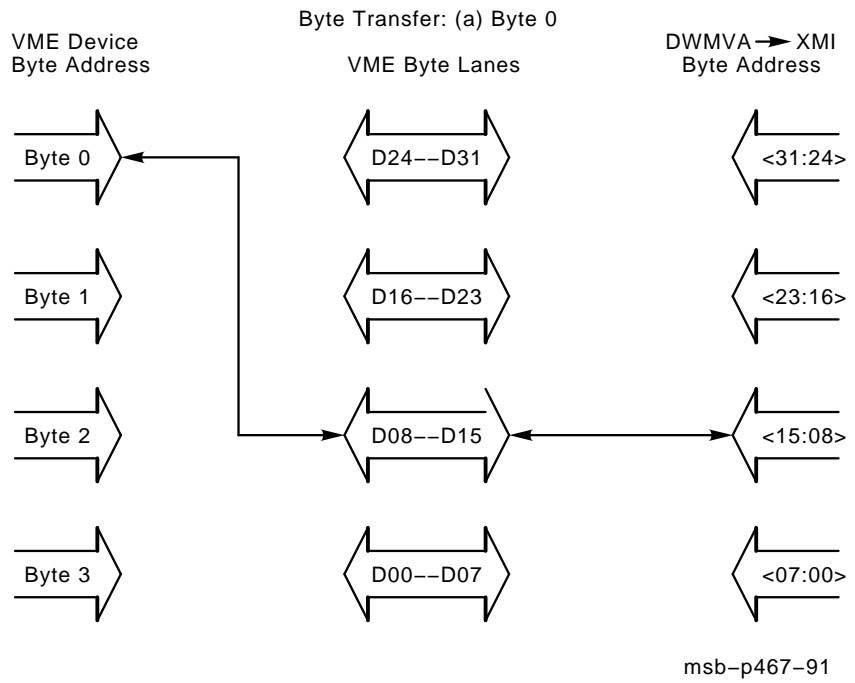 Byte Transfer: (a) Byte 0
VME Device
Byte Address
VME Byte Lanes
DWMVA → XMI
Byte Address
Byte 0
D24--D31
<31:24>
Byte 1
D16--D23
<23:16>
Byte 2
D08--D15
<15:08>
Byte 3
D00--D07
<07:00>
msb-p467-91